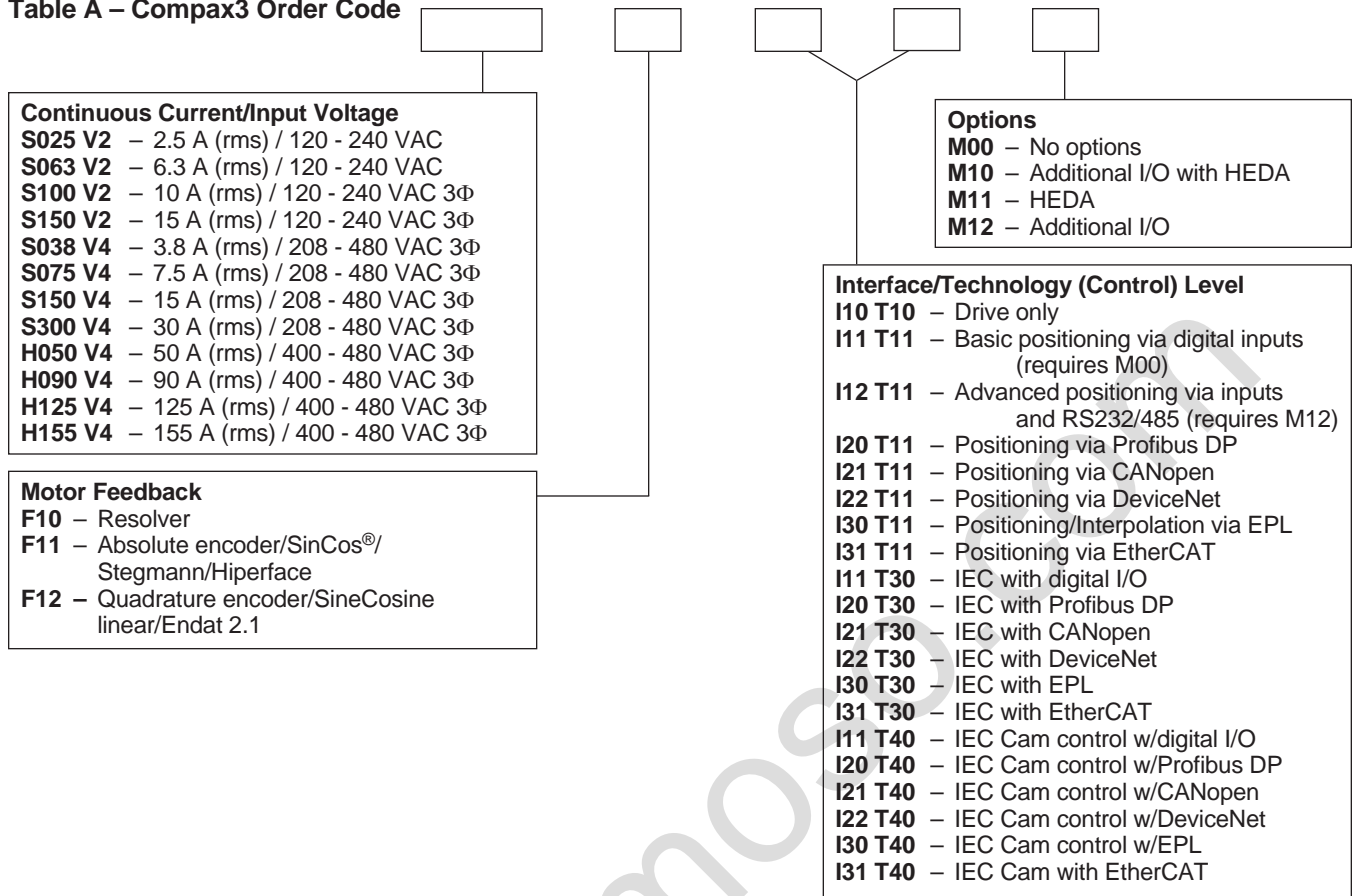 Table A – Compax3 Order Code
Continuous Current/Input Voltage
S025 V2 – 2.5 A (rms) / 120 - 240 VAC
S063 V2 – 6.3 A (rms) / 120 - 240 VAC
S100 V2 – 10 A (rms) / 120 - 240 VAC 3Φ
S150 V2 – 15 A (rms) / 120 - 240 VAC 3Φ
S038 V4 – 3.8 A (rms) / 208 - 480 VAC 3Φ
S075 V4 – 7.5 A (rms) / 208 - 480 VAC 3Φ
S150 V4 – 15 A (rms) / 208 - 480 VAC 3Φ
S300 V4 – 30 A (rms) / 208 - 480 VAC 3Φ
H050 V4 – 50 A (rms) / 400 - 480 VAC 3Φ
H090 V4 – 90 A (rms) / 400 - 480 VAC 3Φ
H125 V4 – 125 A (rms) / 400 - 480 VAC 3Φ
H155 V4 – 155 A (rms) / 400 - 480 VAC 3Φ
Motor Feedback
F10 – Resolver
F11 – Absolute encoder/SinCos®/
Stegmann/Hiperface
F12 – Quadrature encoder/SineCosine
linear/Endat 2.1
Options
M00 – No options
M10 – Additional I/O with HEDA
M11 – HEDA
M12 – Additional I/O
Interface/Technology (Control) Level
I10 T10 – Drive only
I11 T11 – Basic positioning via digital inputs
(requires M00)
I12 T11 – Advanced positioning via inputs
and RS232/485 (requires M12)
I20 T11 – Positioning via Profibus DP
I21 T11 – Positioning via CANopen
I22 T11 – Positioning via DeviceNet
I30 T11 – Positioning/Interpolation via EPL
I31 T11 – Positioning via EtherCAT
I11 T30 – IEC with digital I/O
I20 T30 – IEC with Profibus DP
I21 T30 – IEC with CANopen
I22 T30 – IEC with DeviceNet
I30 T30 – IEC with EPL
I31 T30 – IEC with EtherCAT
I11 T40 – IEC Cam control w/digital I/O
I20 T40 – IEC Cam control w/Profibus DP
I21 T40 – IEC Cam control w/CANopen
I22 T40 – IEC Cam control w/DeviceNet
I30 T40 – IEC Cam control w/EPL
I31 T40 – IEC Cam with EtherCAT